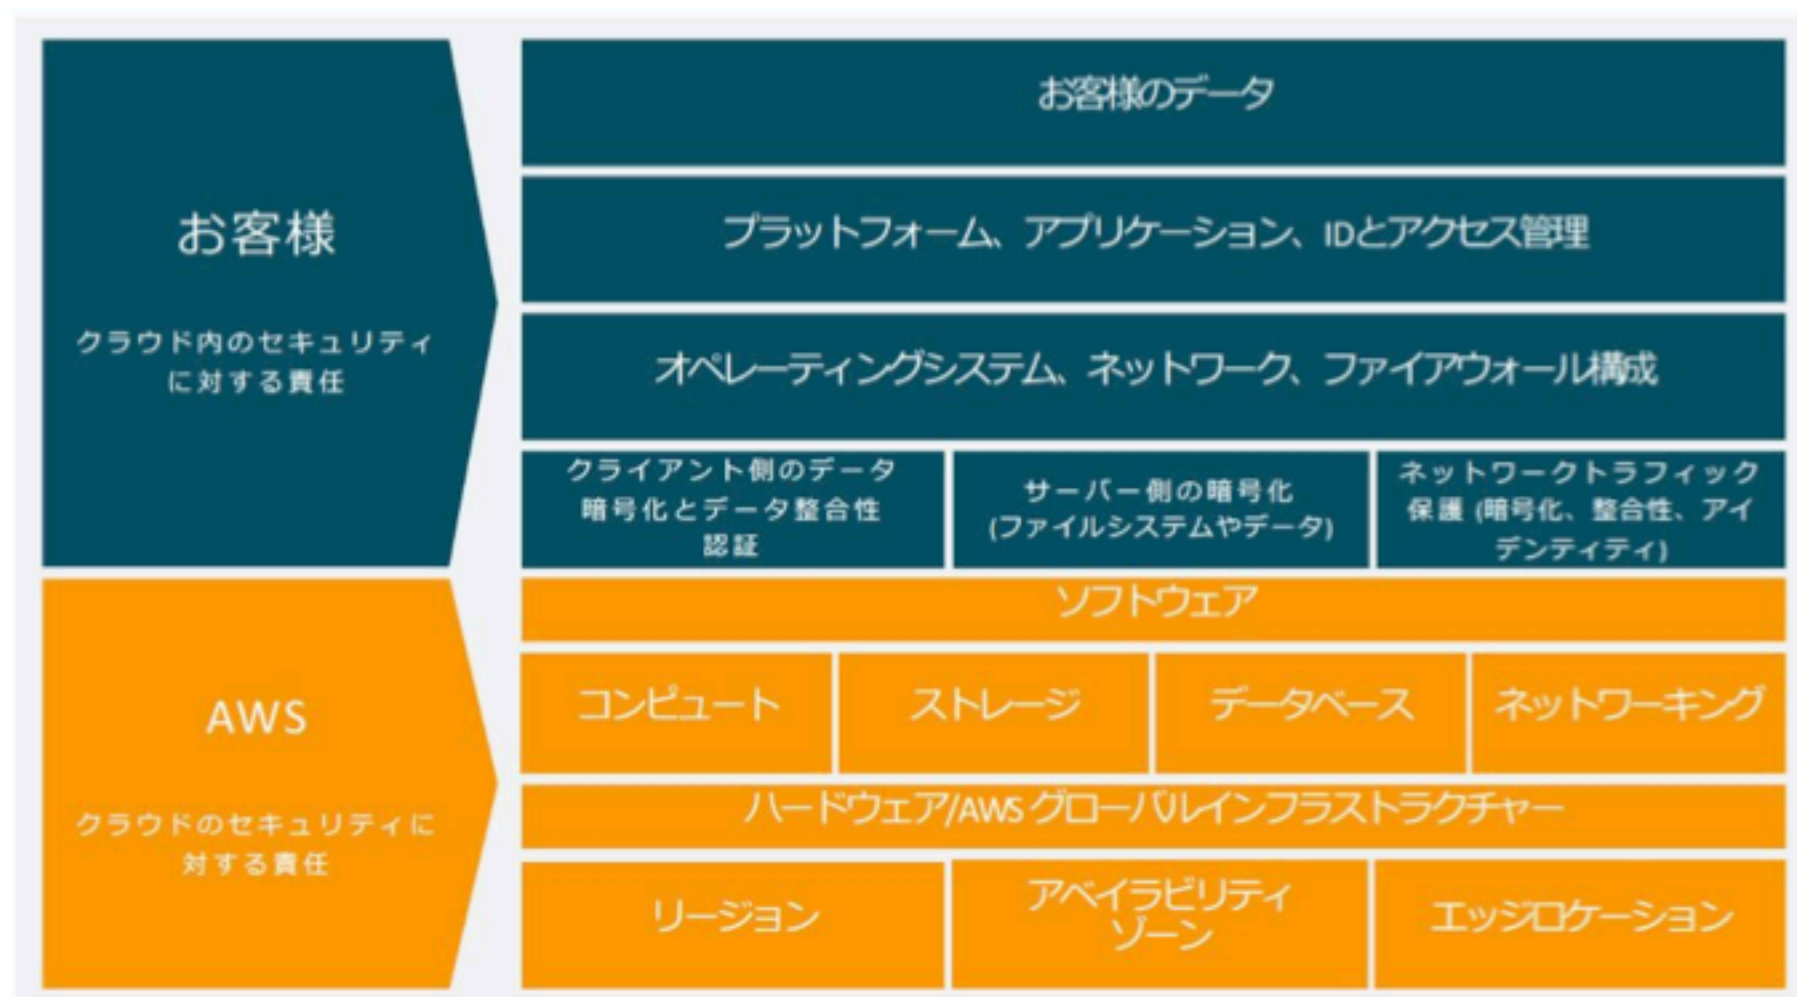 お客様
クラウド内のセキュリティ
に対する責任
お客様のデータ
プラットフォーム、アプリケーション、IDとアクセス管理
オペレーティングシステム、ネットワーク、ファイアウォール構成
クライアント側のデータ
暗号化とデータ整合性
認証
サーバー側の暗号化
(ファイルシステムやデータ)
ネットワークトラフィック
保護 (暗号化、整合性、アイ
デンティティ)
AWS
クラウドのセキュリティに
対する責任
ソフトウェア
コンピュート
ストレージ
データベース
ネットワーキング
ハードウェア/AWS グローバルインフラストラクチャー
リージョン
アベイラビリティ
ゾーン
エッジロケーション